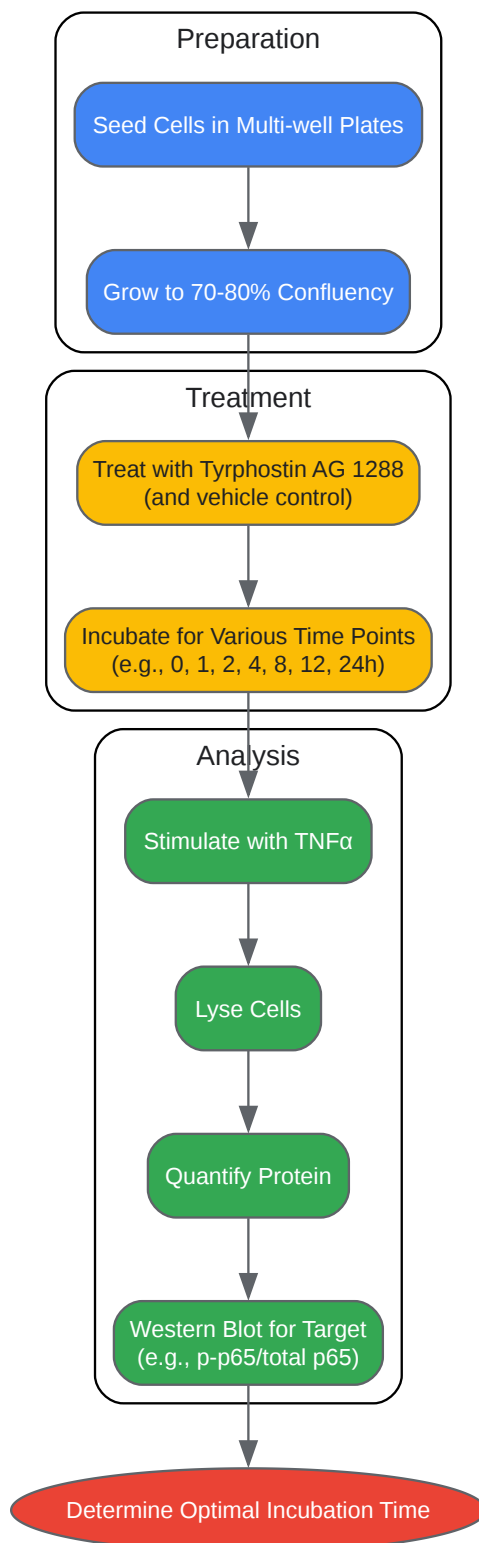 Preparation
Seed Cells in Multi-well Plates
Grow to 70-80% Confluency
Treatment
Treat with Tyrphostin AG 1288
(and vehicle control)
Incubate for Various Time Points
(e.g., 0, 1, 2, 4, 8, 12, 24h)
Analysis
Stimulate with TNFα
Lyse Cells
Quantify Protein
Western Blot for Target
(e.g., p-p65/total p65)
Determine Optimal Incubation Time